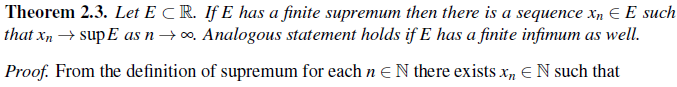 Theorem 2.3. Let E ⊂ ℝ. If E has a finite supremum then there is a sequence xₙ ∈ E such
that xₙ → sup E as n → ∞. Analogous statement holds if E has a finite infimum as well.
Proof. From the definition of supremum for each n ∈ ℕ there exists xₙ ∈ ℕ such that